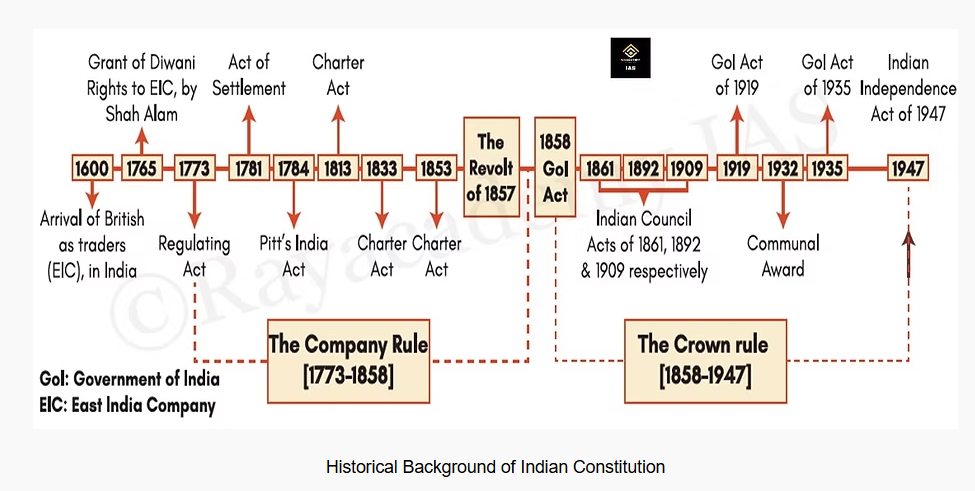 Grant of Diwani
Rights to EIC, by
Shah Alam
Act of
Settlement
Charter
Act
IAS
GoI Act
of 1919
GoI Act
of 1935
Indian
Independence
Act of 1947
1600
1765
1773
1781
1784
1813
1833
1853
The
Revolt
of 1857
1858
GoI
Act
1861
1892
1909
1919
1932
1935
1947
Arrival of British
as traders
(EIC), in India
Regulating
Act
Pitt's India
Act
Charter
Act
Charter
Act
Indian Council
Acts of 1861, 1892
& 1909 respectively
Communal
Award
©Rayacademy IAS
The Company Rule
[1773-1858]
The Crown rule
[1858-1947]
GoI: Government of India
EIC: East India Company
Historical Background of Indian Constitution